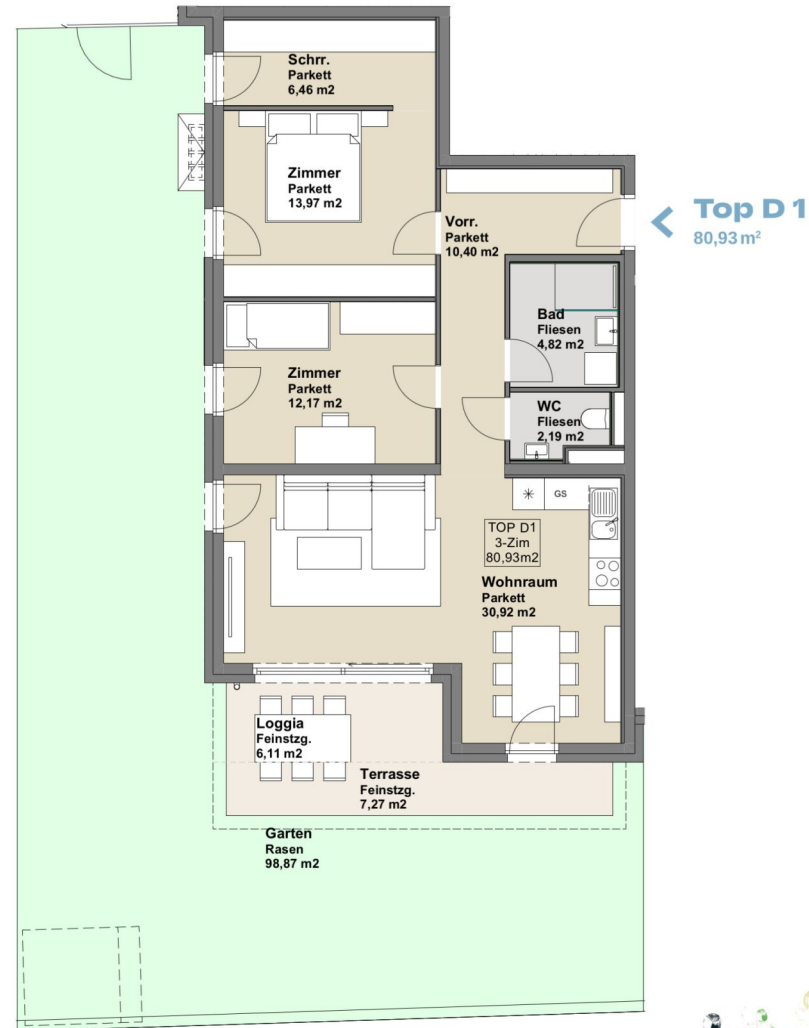 Schrr.
Parkett
6,46 m2
Zimmer
Parkett
13,97 m2
Vorr.
Parkett
10,40 m2
Top D 1
80,93 m²
Bad
Fliesen
4,82 m2
Zimmer
Parkett
12,17 m2
WC
Fliesen
2,19 m2
GS
TOP D1
3-Zim
80,93m2
Wohnraum
Parkett
30,92 m2
Loggia
Feinstzg.
6,11 m2
Terrasse
Feinstzg.
7,27 m2
Garten
Rasen
98,87 m2